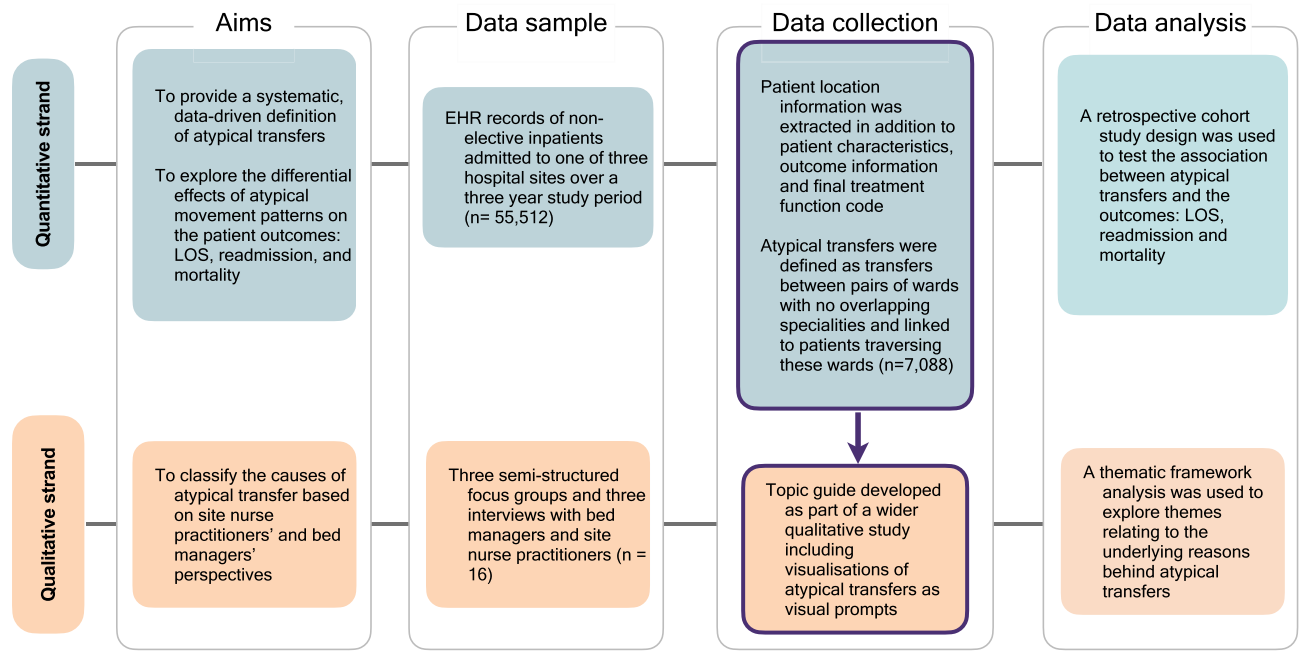 Aims
Data sample
Data collection
Data analysis
Quantitative strand
To provide a systematic,
data-driven definition
of atypical transfers
To explore the differential
effects of atypical
movement patterns on
the patient outcomes:
LOS, readmission, and
mortality
EHR records of non-
elective inpatients
admitted to one of three
hospital sites over a
three year study period
(n= 55,512)
Patient location
information was
extracted in addition to
patient characteristics,
outcome information
and final treatment
function code
Atypical transfers were
defined as transfers
between pairs of wards
with no overlapping
specialities and linked
to patients traversing
these wards (n=7,088)
A retrospective cohort
study design was used
to test the association
between atypical
transfers and the
outcomes: LOS,
readmission and
mortality
Qualitative strand
To classify the causes of
atypical transfer based
on site nurse
practitioners’ and bed
managers’
perspectives
Three semi-structured
focus groups and three
interviews with bed
managers and site
nurse practitioners (n =
16)
Topic guide developed
as part of a wider
qualitative study
including
visualisations of
atypical transfers as
visual prompts
A thematic framework
analysis was used to
explore themes
relating to the
underlying reasons
behind atypical
transfers